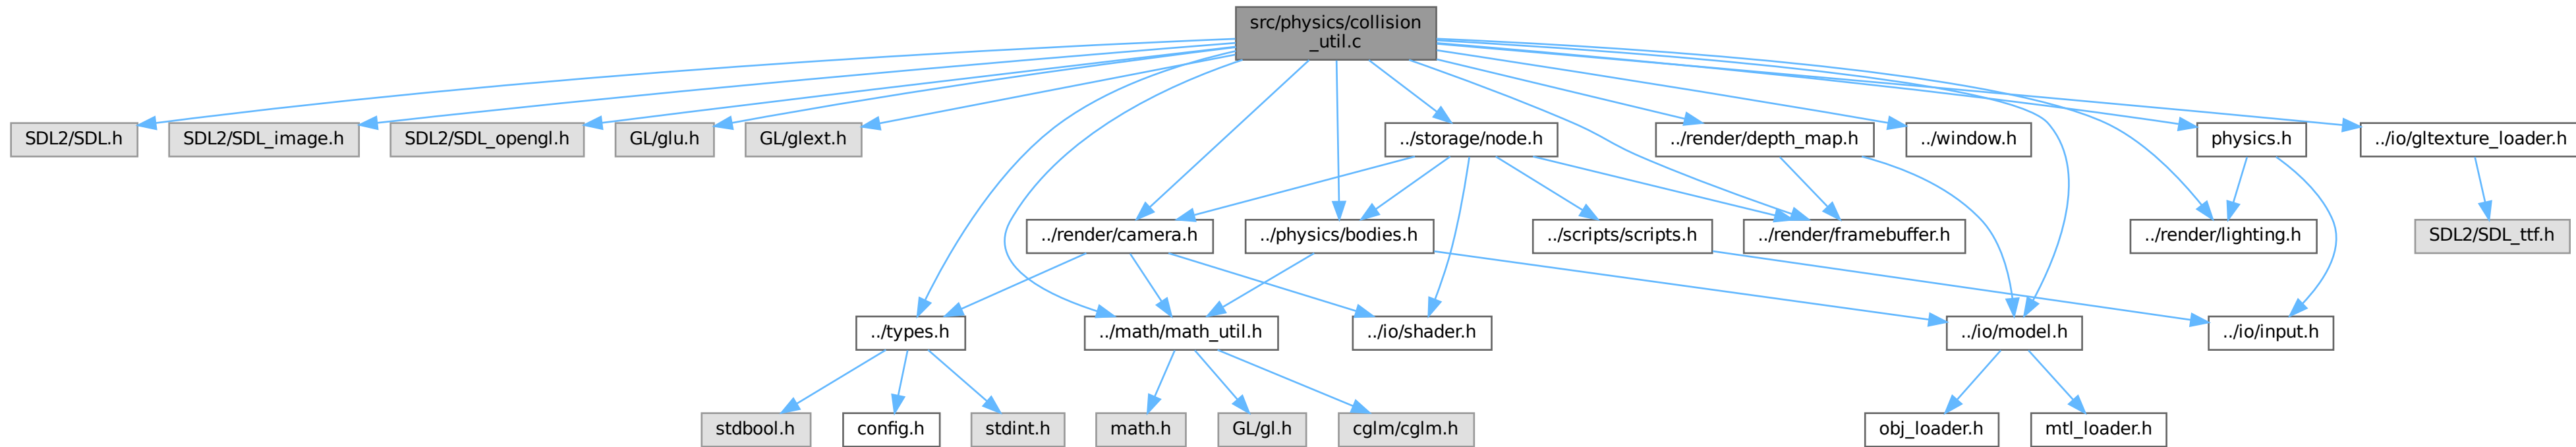 src/physics/collision
_util.c
SDL2/SDL.h
SDL2/SDL_image.h
SDL2/SDL_opengl.h
GL/glu.h
GL/glext.h
../storage/node.h
../render/depth_map.h
../window.h
physics.h
../io/gltexture_loader.h
../render/camera.h
../physics/bodies.h
../scripts/scripts.h
../render/framebuffer.h
../render/lighting.h
SDL2/SDL_ttf.h
../types.h
../math/math_util.h
../io/shader.h
../io/model.h
../io/input.h
stdbool.h
config.h
stdint.h
math.h
GL/gl.h
cglm/cglm.h
obj_loader.h
mtl_loader.h